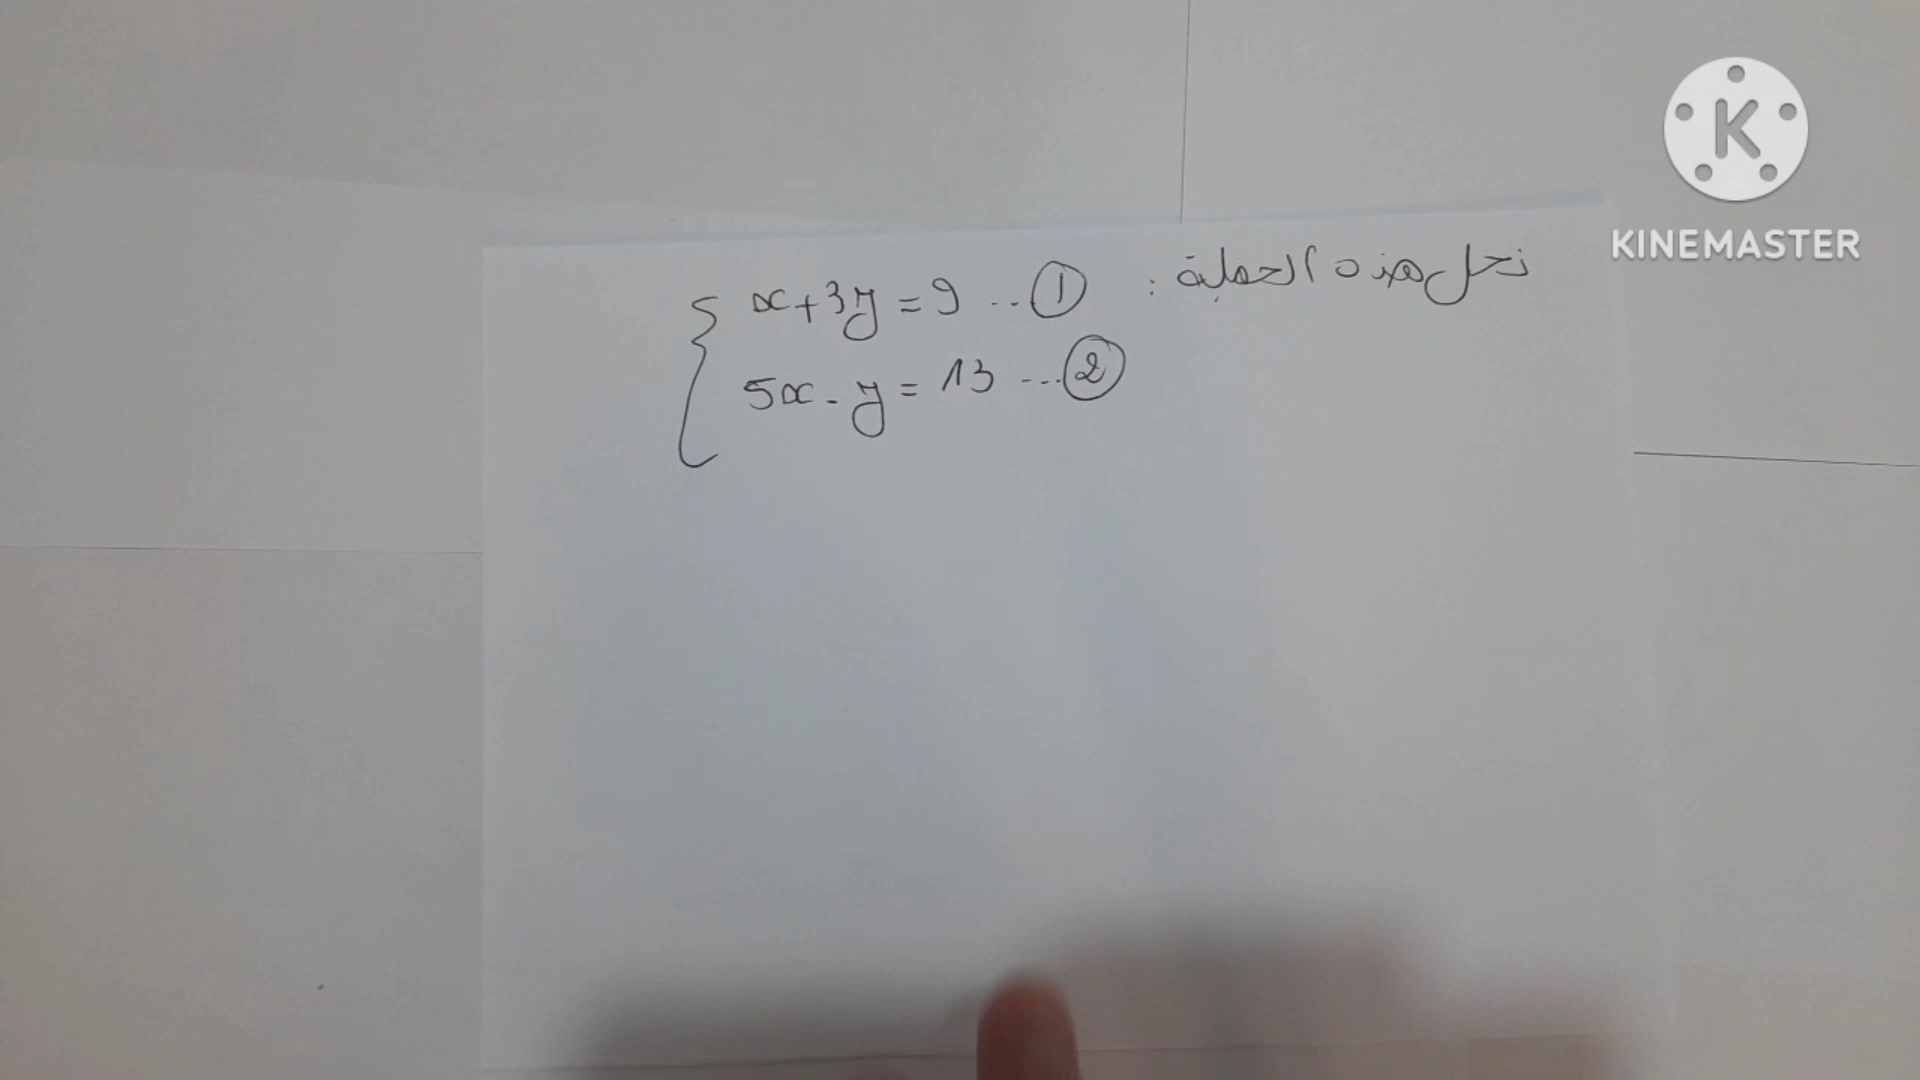 نحل هذه الجملة :
x+3y=9 ...①
5x-y=13 ...②
K
KINEMASTER